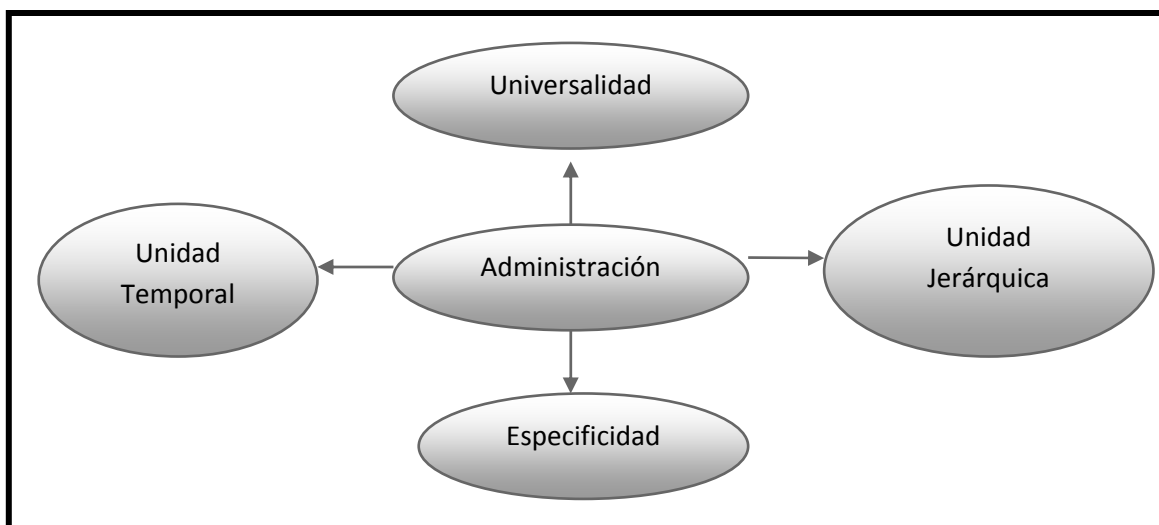 Universalidad
Unidad
Temporal
Administración
Unidad
Jerárquica
Especificidad